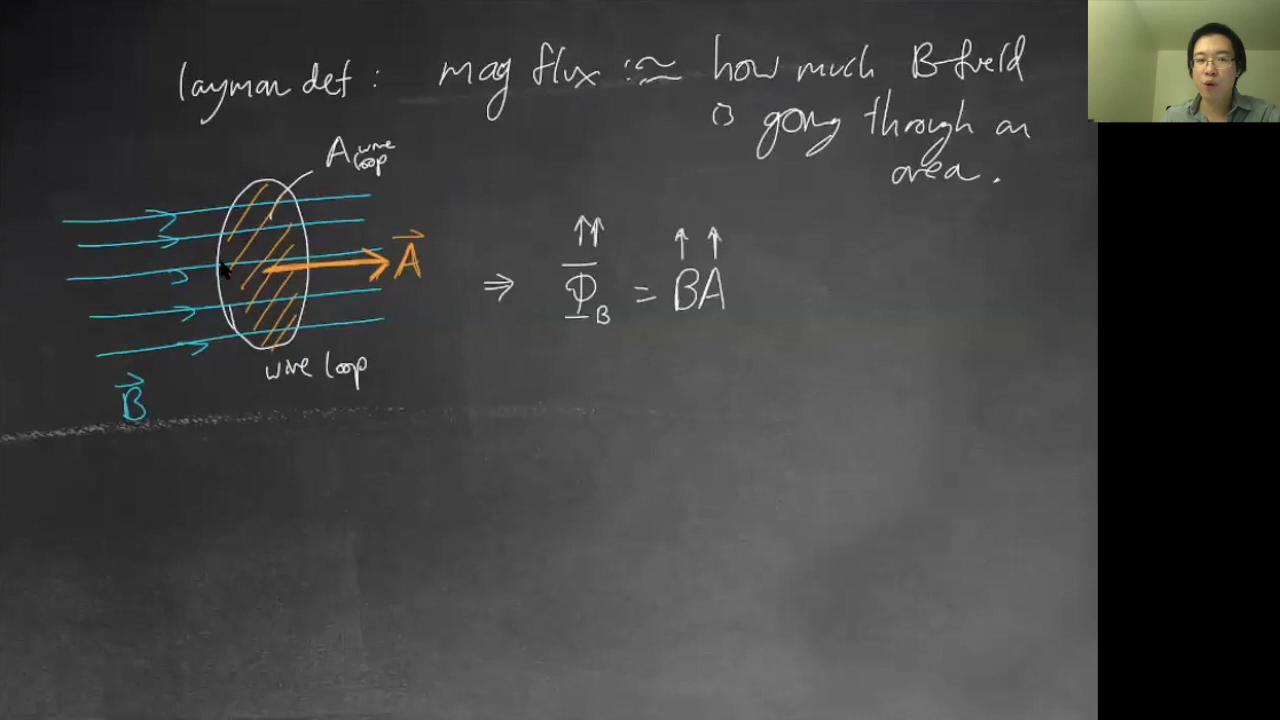 layman def : mag flux :≈ how much B-field
is going through an
area.
A wire loop
A⃗
⇒ Φ_B = BA
↑↑ ↑ ↑
wire loop
B⃗